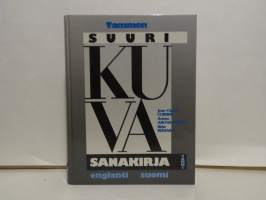 Tammen
SUURI
KU
VA
SANAKIRJA
englanti suomi